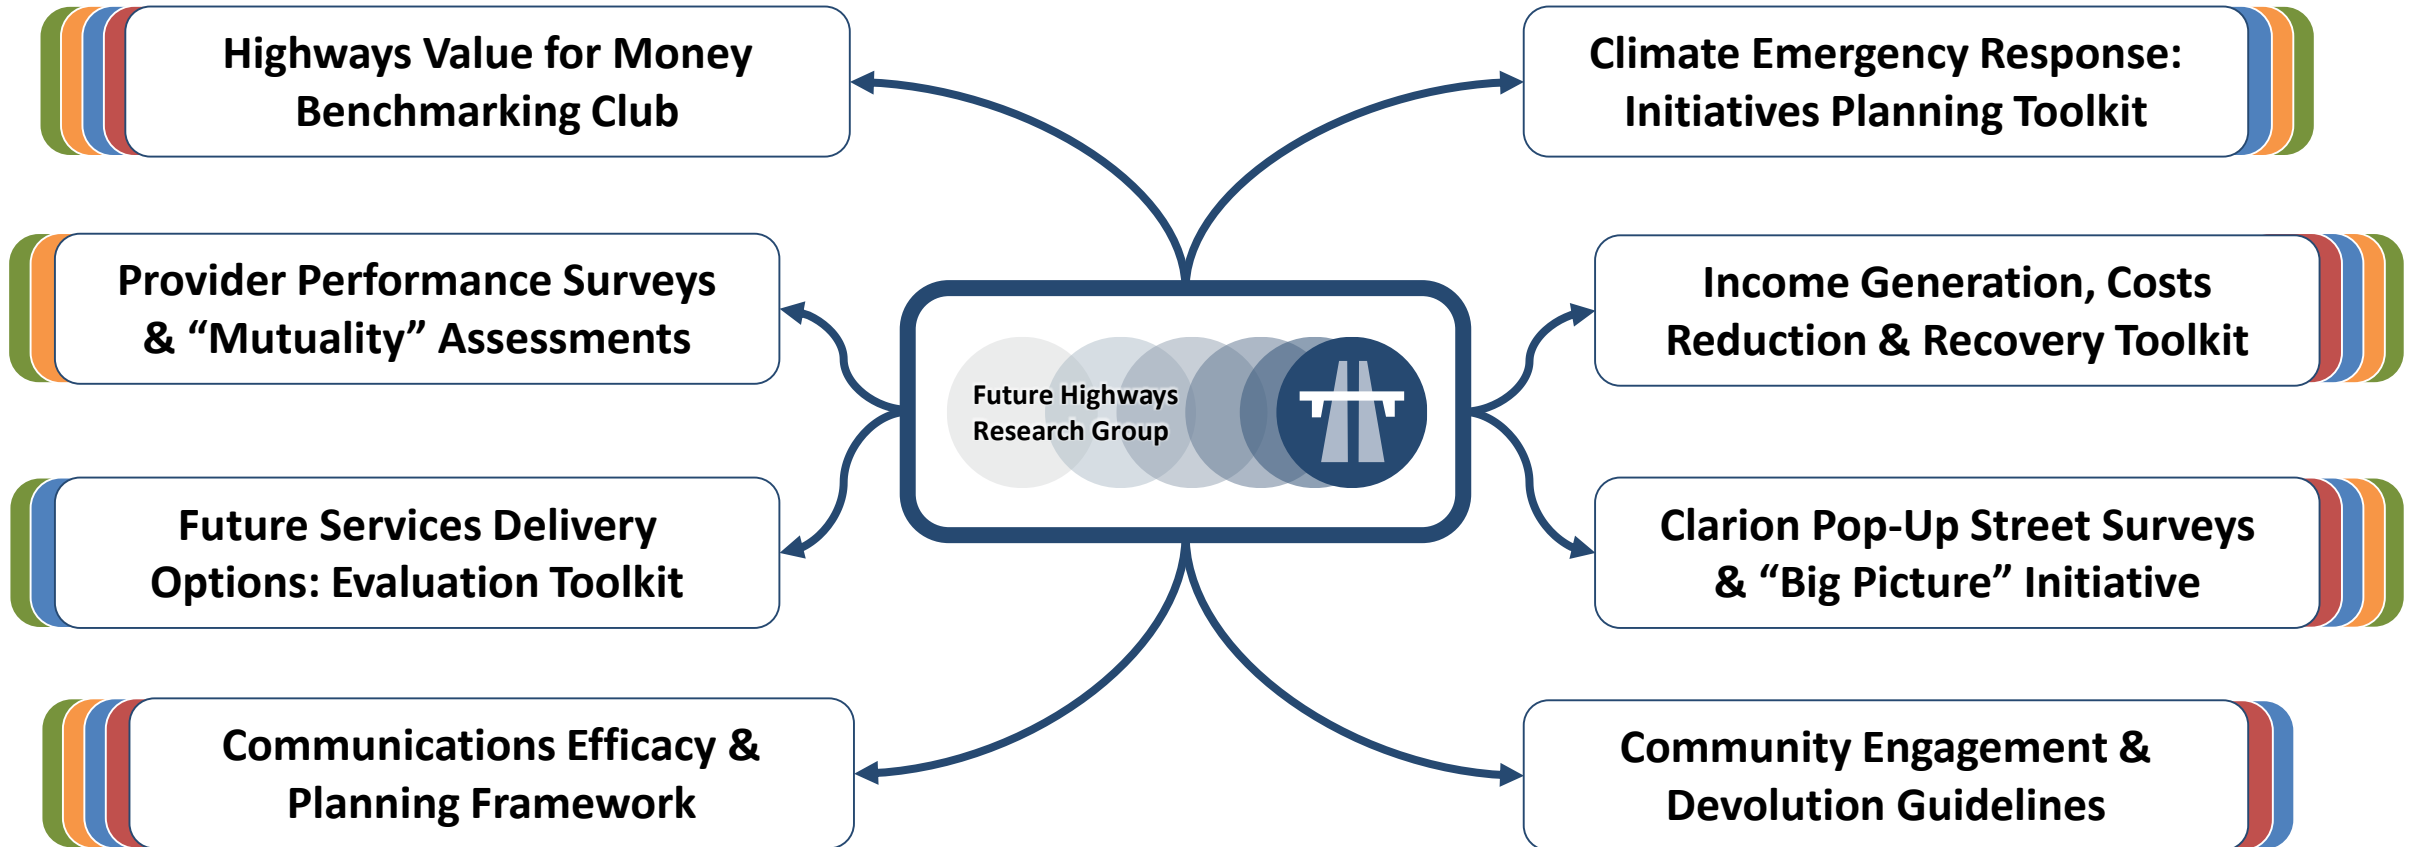 Highways Value for Money
Benchmarking Club
Climate Emergency Response:
Initiatives Planning Toolkit
Provider Performance Surveys
& “Mutuality” Assessments
Income Generation, Costs
Reduction & Recovery Toolkit
Future Highways
Research Group
Future Services Delivery
Options: Evaluation Toolkit
Clarion Pop-Up Street Surveys
& “Big Picture” Initiative
Communications Efficacy &
Planning Framework
Community Engagement &
Devolution Guidelines